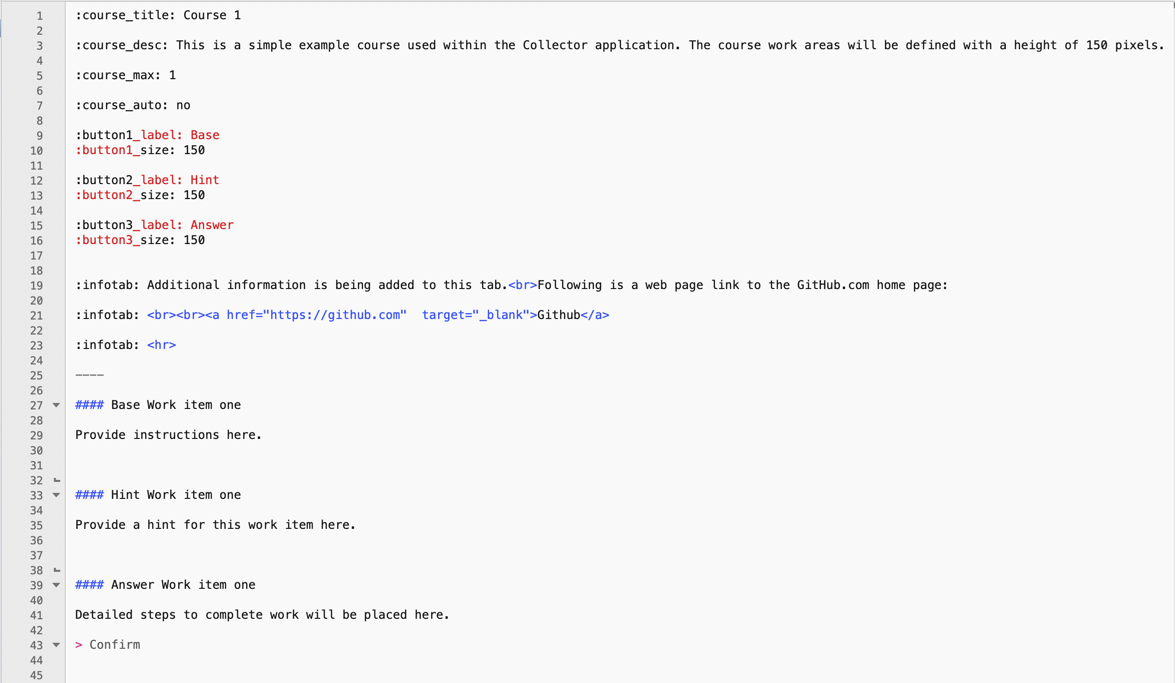 1 :course_title: Course 1
2
3 :course_desc: This is a simple example course used within the Collector application. The course work areas will be defined with a height of 150 pixels.
4
5 :course_max: 1
6
7 :course_auto: no
8
9 :button1_label: Base
10 :button1_size: 150
11
12 :button2_label: Hint
13 :button2_size: 150
14
15 :button3_label: Answer
16 :button3_size: 150
17
18
19 :infotab: Additional information is being added to this tab.<br>Following is a web page link to the GitHub.com home page:
20
21 :infotab: <br><br><a href="https://github.com"  target="_blank">Github</a>
22
23 :infotab: <hr>
24
25 ----
26
27 #### Base Work item one
28
29 Provide instructions here.
30
31
32
33 #### Hint Work item one
34
35 Provide a hint for this work item here.
36
37
38
39 #### Answer Work item one
40
41 Detailed steps to complete work will be placed here.
42
43 > Confirm
44
45